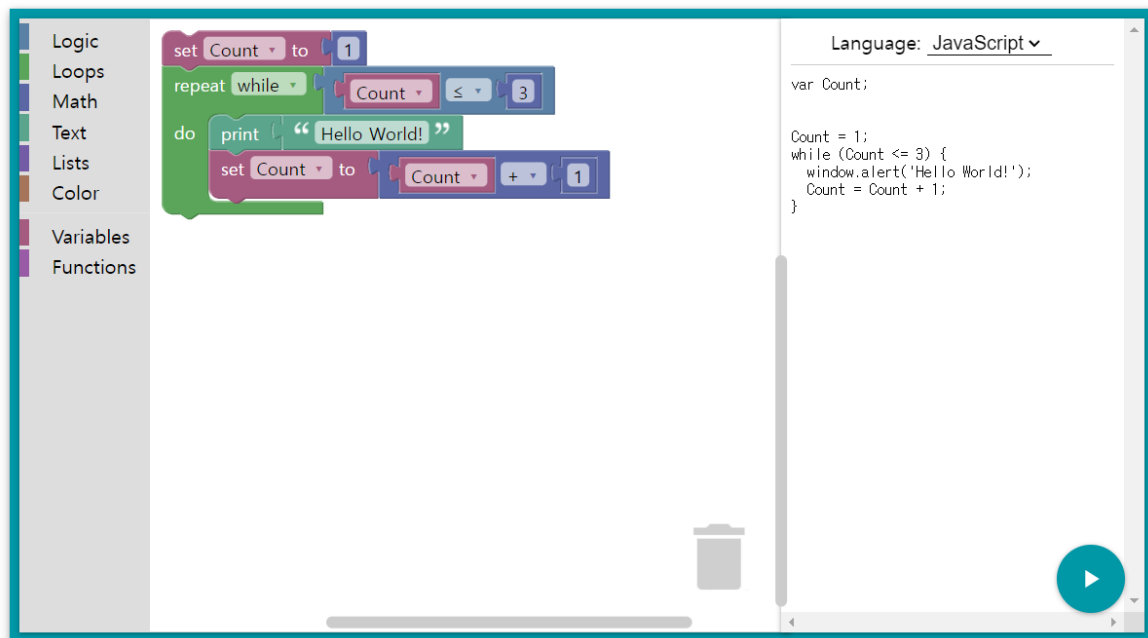 Logic
Loops
Math
Text
Lists
Color
Variables
Functions
set Count to 1
repeat while Count ≤ 3
do print “ Hello World! ”
set Count to Count + 1
Language: JavaScript
var Count;
Count = 1;
while (Count <= 3) {
window.alert('Hello World!');
Count = Count + 1;
}